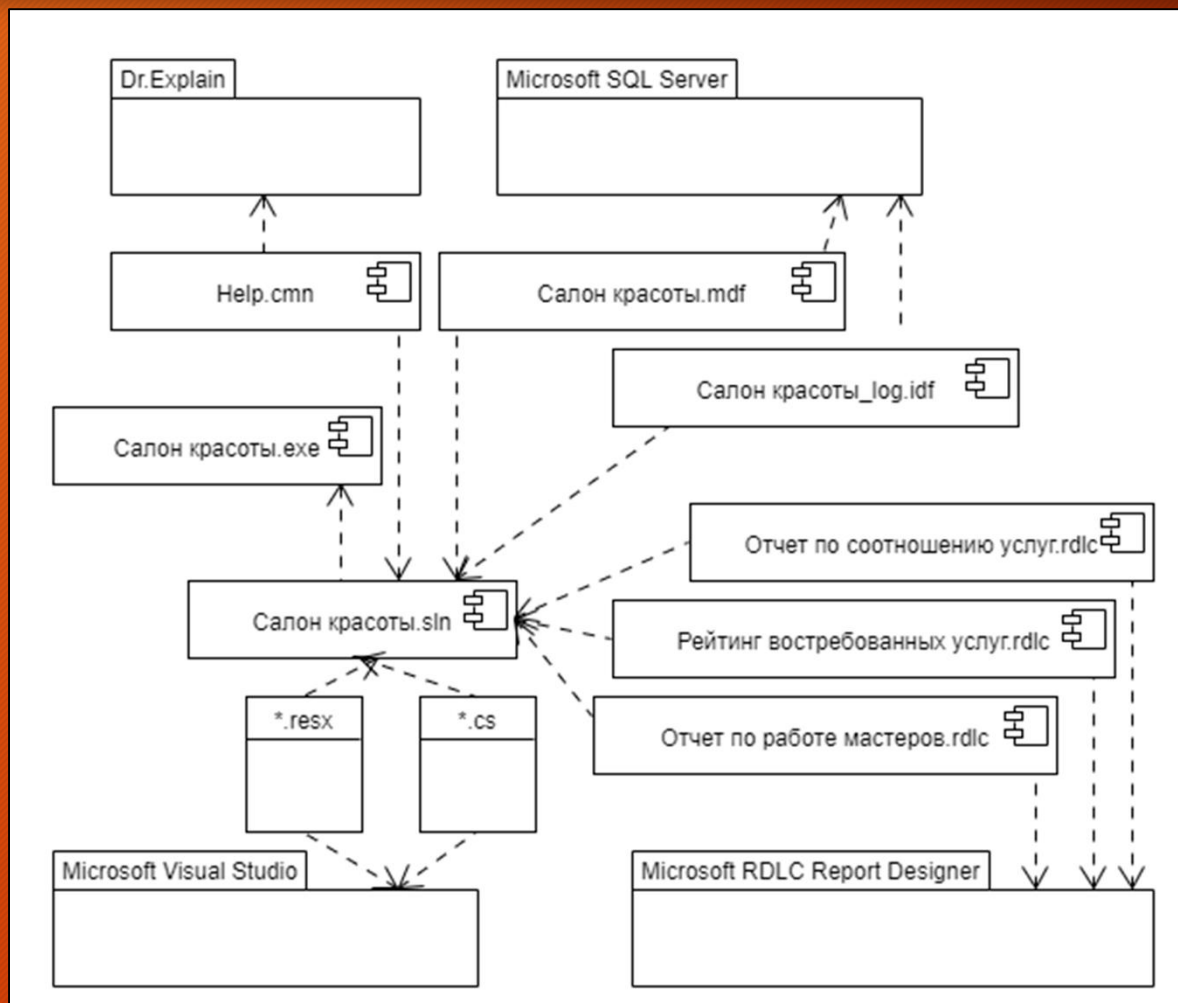 Dr.Explain
Microsoft SQL Server
Help.cmn
Салон красоты.mdf
Салон красоты_log.idf
Салон красоты.exe
Отчет по соотношению услуг.rdlc
Салон красоты.sln
Рейтинг востребованных услуг.rdlc
*.resx
*.cs
Отчет по работе мастеров.rdlc
Microsoft Visual Studio
Microsoft RDLC Report Designer